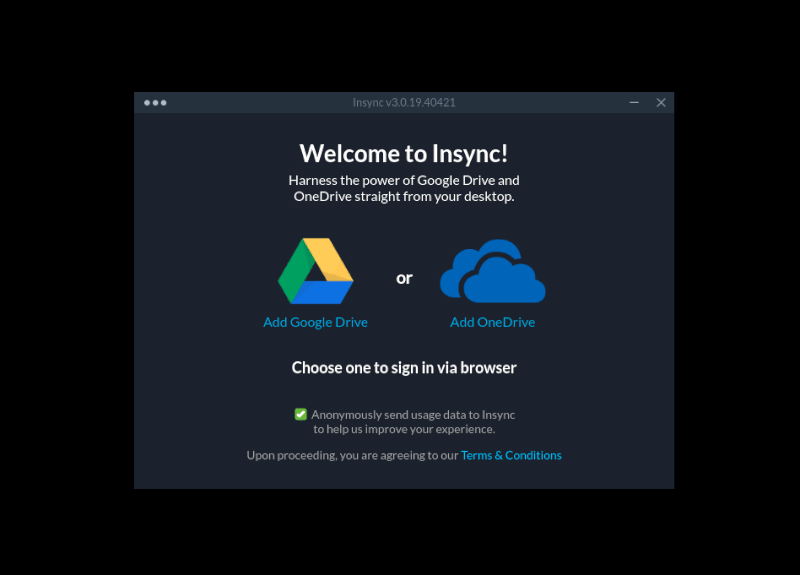 Insync v3.0.19.40421
Welcome to Insync!
Harness the power of Google Drive and
OneDrive straight from your desktop.
or
Add Google Drive
Add OneDrive
Choose one to sign in via browser
Anonymously send usage data to Insync
to help us improve your experience.
Upon proceeding, you are agreeing to our Terms & Conditions